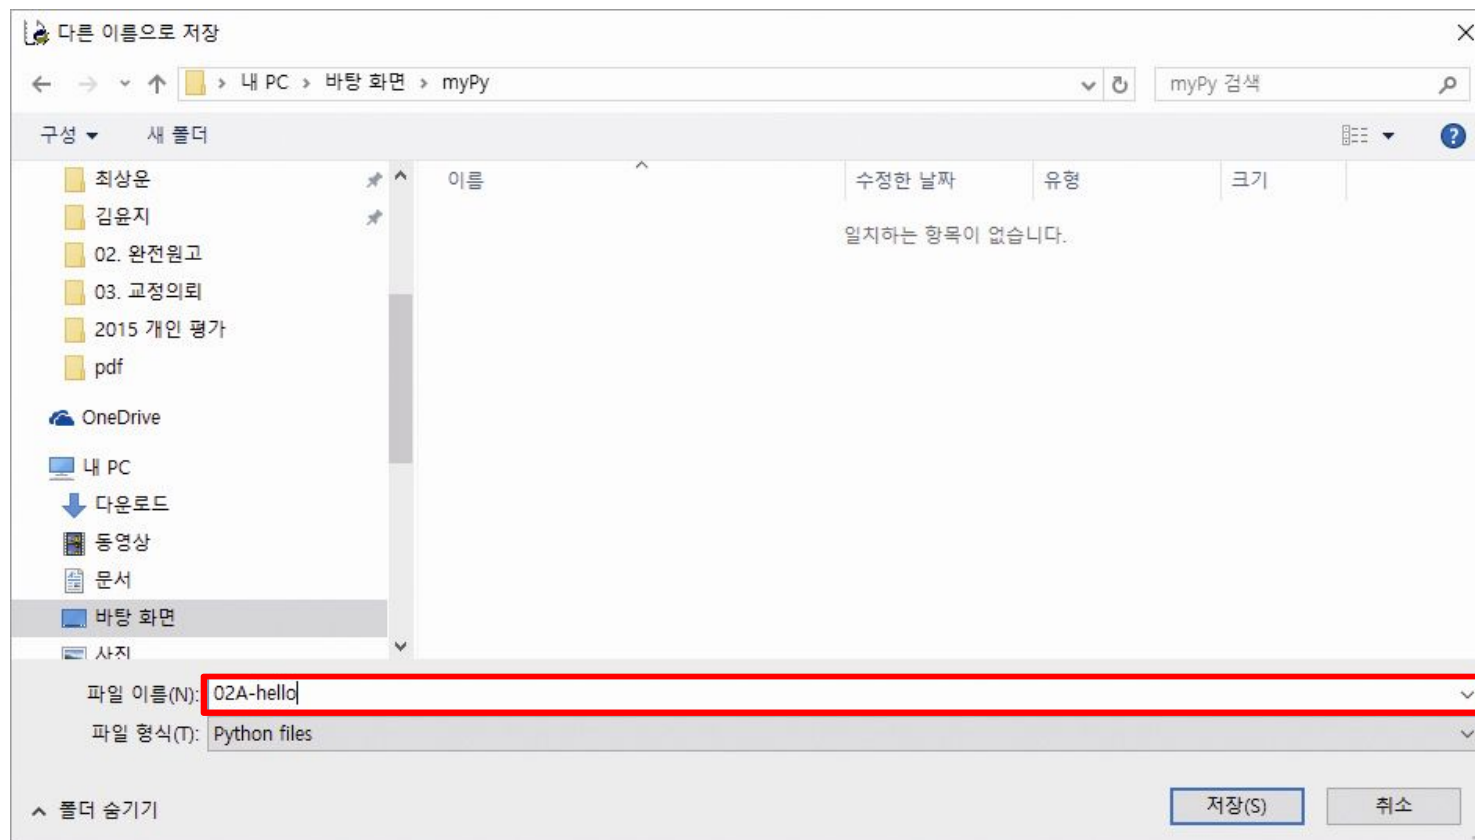 다른 이름으로 저장
내 PC › 바탕 화면 › myPy
myPy 검색
구성
새 폴더
이름
수정한 날짜
유형
크기
일치하는 항목이 없습니다.
최상운
김윤지
02. 완전원고
03. 교정의뢰
2015 개인 평가
pdf
OneDrive
내 PC
다운로드
동영상
문서
바탕 화면
사진
파일 이름(N): 02A-hello
파일 형식(T): Python files
폴더 숨기기
저장(S)
취소